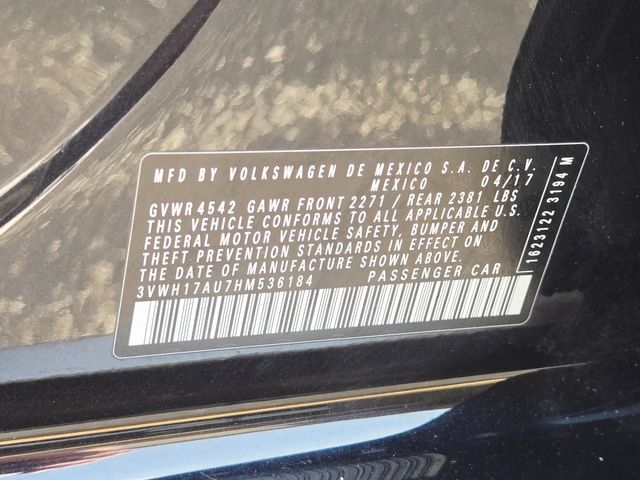 MFD BY VOLKSWAGEN DE MEXICO S.A. DE C.V.
MEXICO 04/17
GVWR 4542 GAWR FRONT 2271 / REAR 2381 LBS
THIS VEHICLE CONFORMS TO ALL APPLICABLE U.S.
FEDERAL MOTOR VEHICLE SAFETY, BUMPER AND
THEFT PREVENTION STANDARDS IN EFFECT ON
THE DATE OF MANUFACTURE SHOWN ABOVE.
3VWH17AU7HM536184 PASSENGER CAR
1623122 3194 M